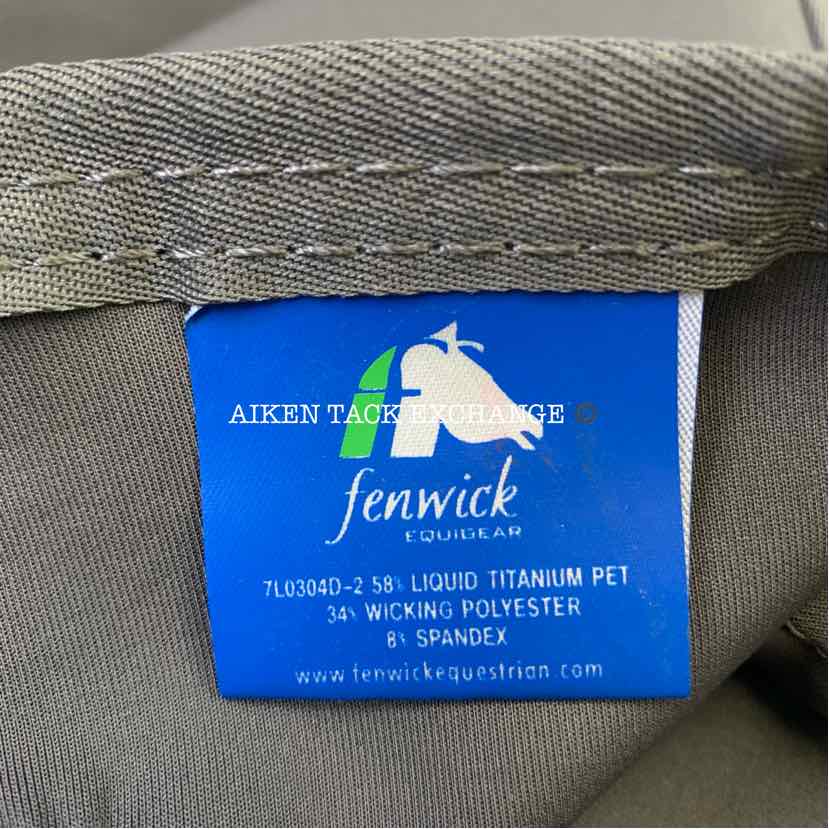 AIKEN TACK EXCHANGE ©
fenwick
EQUIGEAR
7L0304D-2 58% LIQUID TITANIUM PET
34% WICKING POLYESTER
8% SPANDEX
www.fenwickequestrian.com